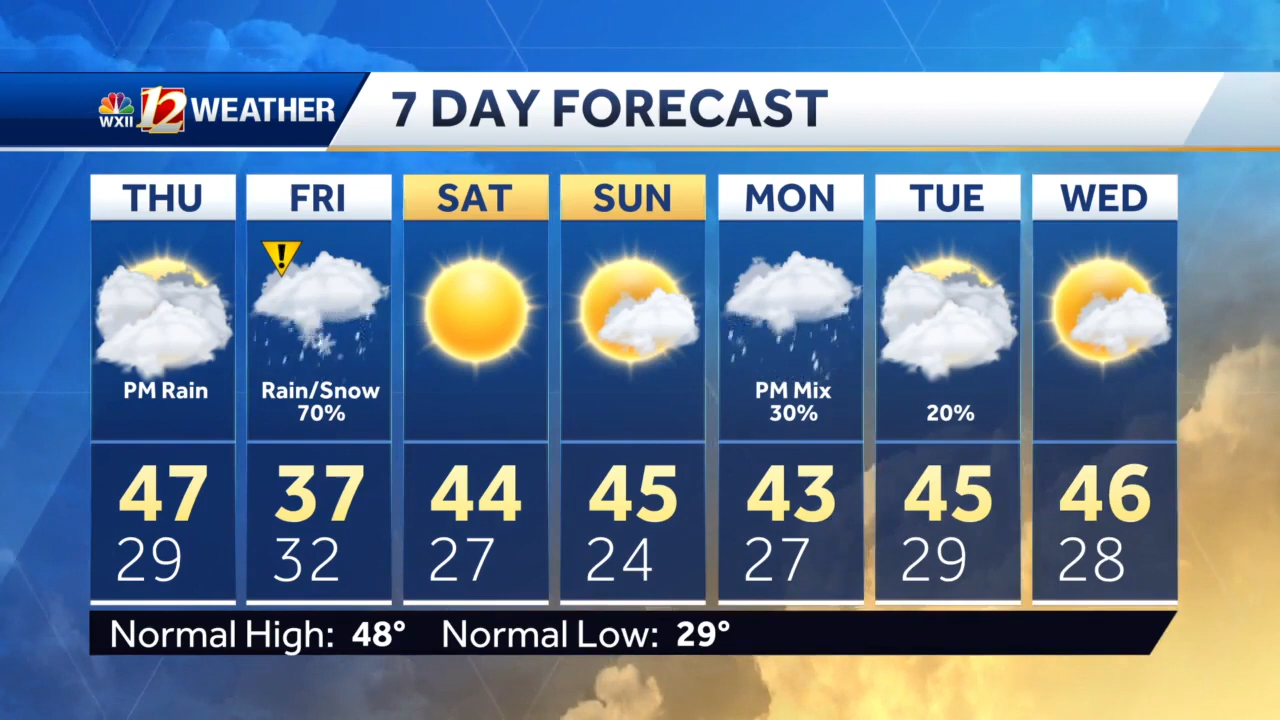 WXII 12 WEATHER
7 DAY FORECAST
THU FRI SAT SUN MON TUE WED
!
PM Rain Rain/Snow PM Mix
70% 30% 20%
47 37 44 45 43 45 46
29 32 27 24 27 29 28
Normal High: 48° Normal Low: 29°